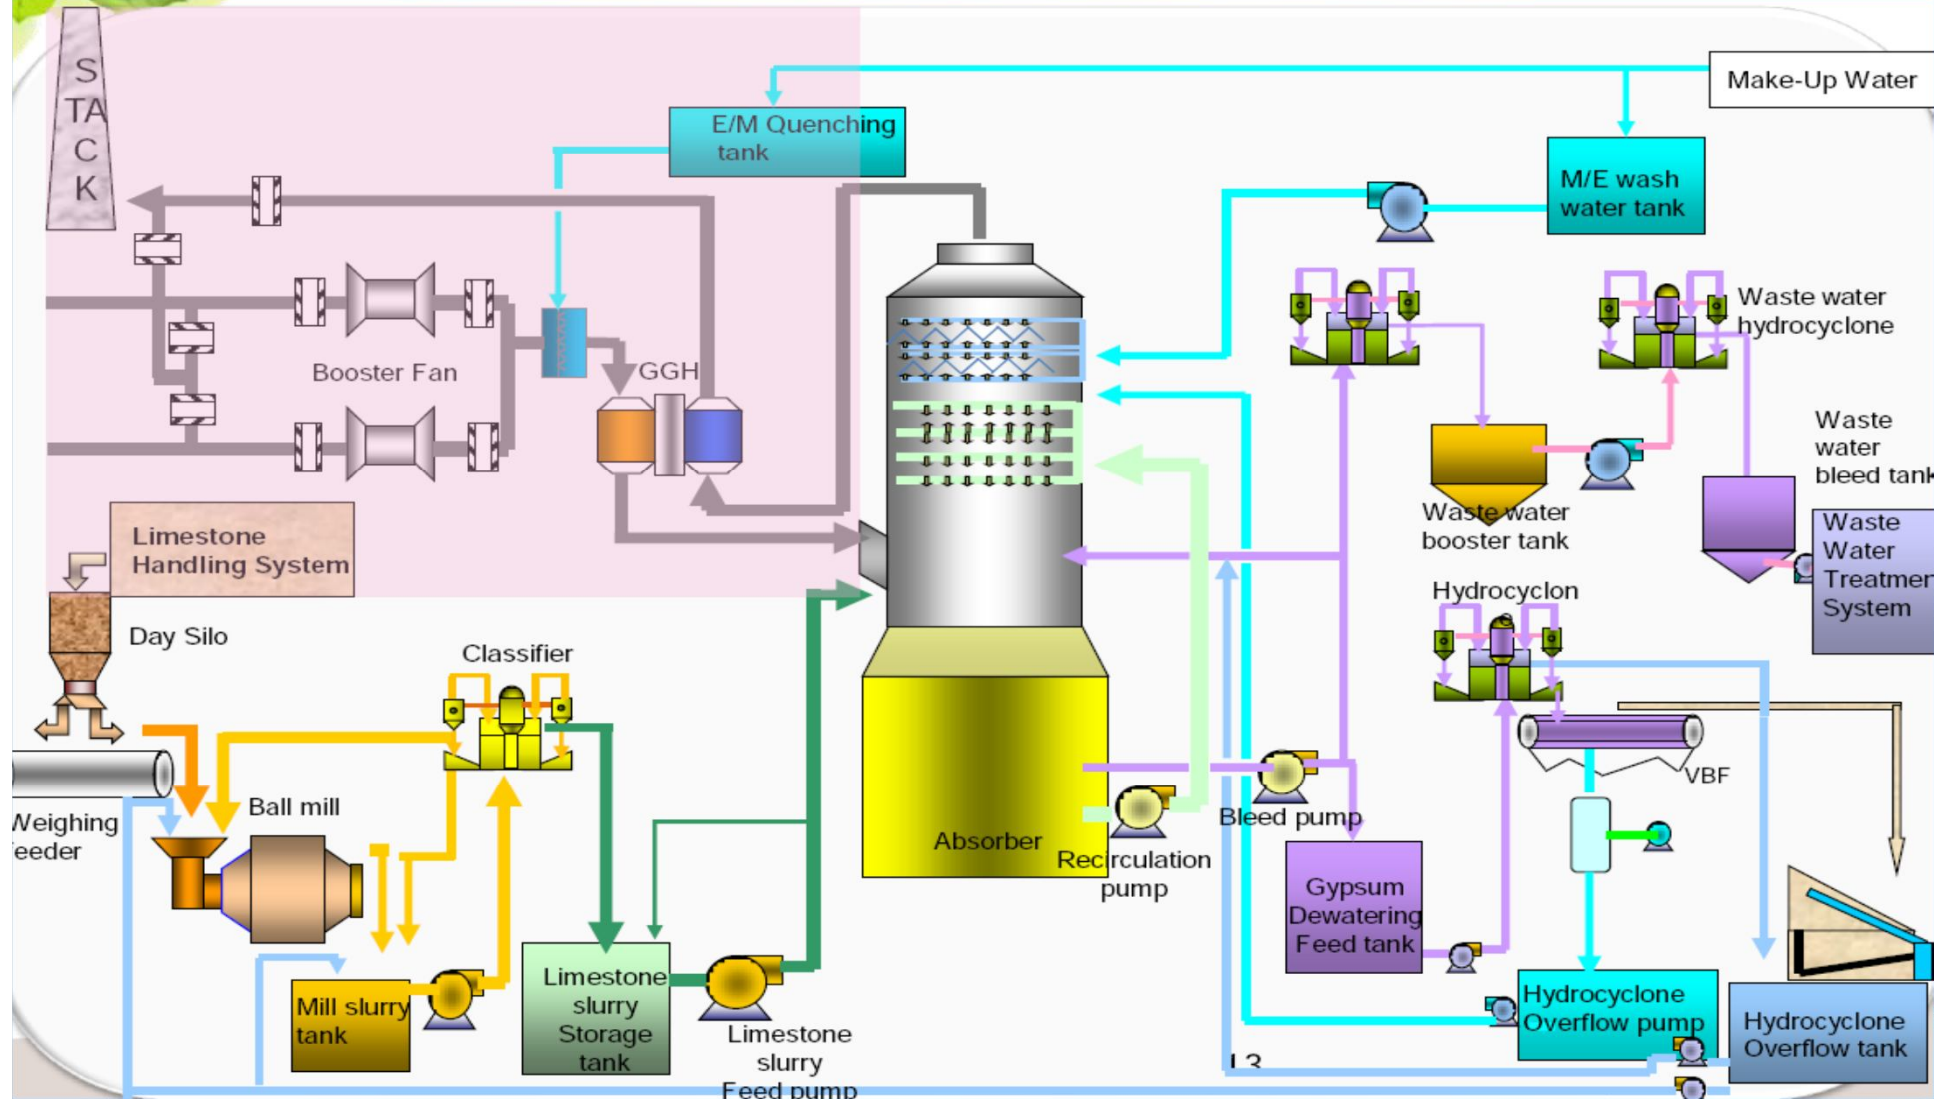 S
TA
C
K
E/M Quenching
tank
Make-Up Water
M/E wash
water tank
Waste water
hydrocyclone
Booster Fan
GGH
Waste
water
bleed tank
Waste water
booster tank
Waste
Water
Treatmen
System
Limestone
Handling System
Hydrocyclon
e
Day Silo
Classifier
VBF
Weighing
eeder
Ball mill
Absorber
Bleed pump
Recirculation
pump
Gypsum
Dewatering
Feed tank
Mill slurry
tank
Limestone
slurry
Storage
tank
Limestone
slurry
Feed pump
Hydrocyclone
Overflow pump
Hydrocyclone
Overflow tank